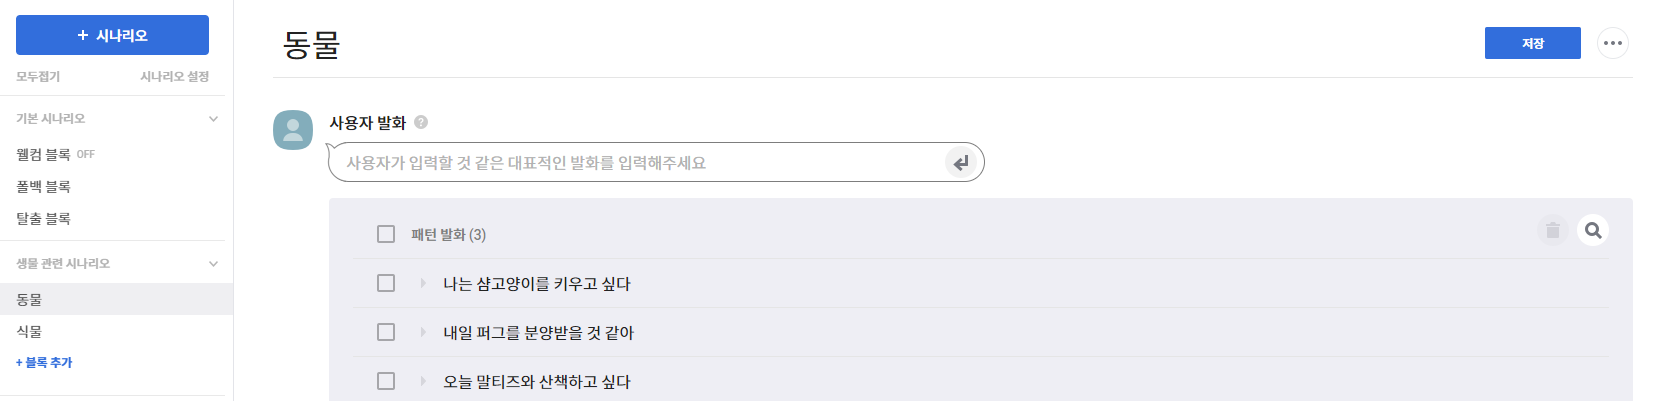 + 시나리오
모두접기 시나리오 설정
기본 시나리오
웰컴 블록 OFF
폴백 블록
탈출 블록
생물 관련 시나리오
동물
식물
+ 블록 추가
동물
저장
사용자 발화 ?
사용자가 입력할 것 같은 대표적인 발화를 입력해주세요
패턴 발화 (3)
나는 샴고양이를 키우고 싶다
내일 퍼그를 분양받을 것 같아
오늘 말티즈와 산책하고 싶다